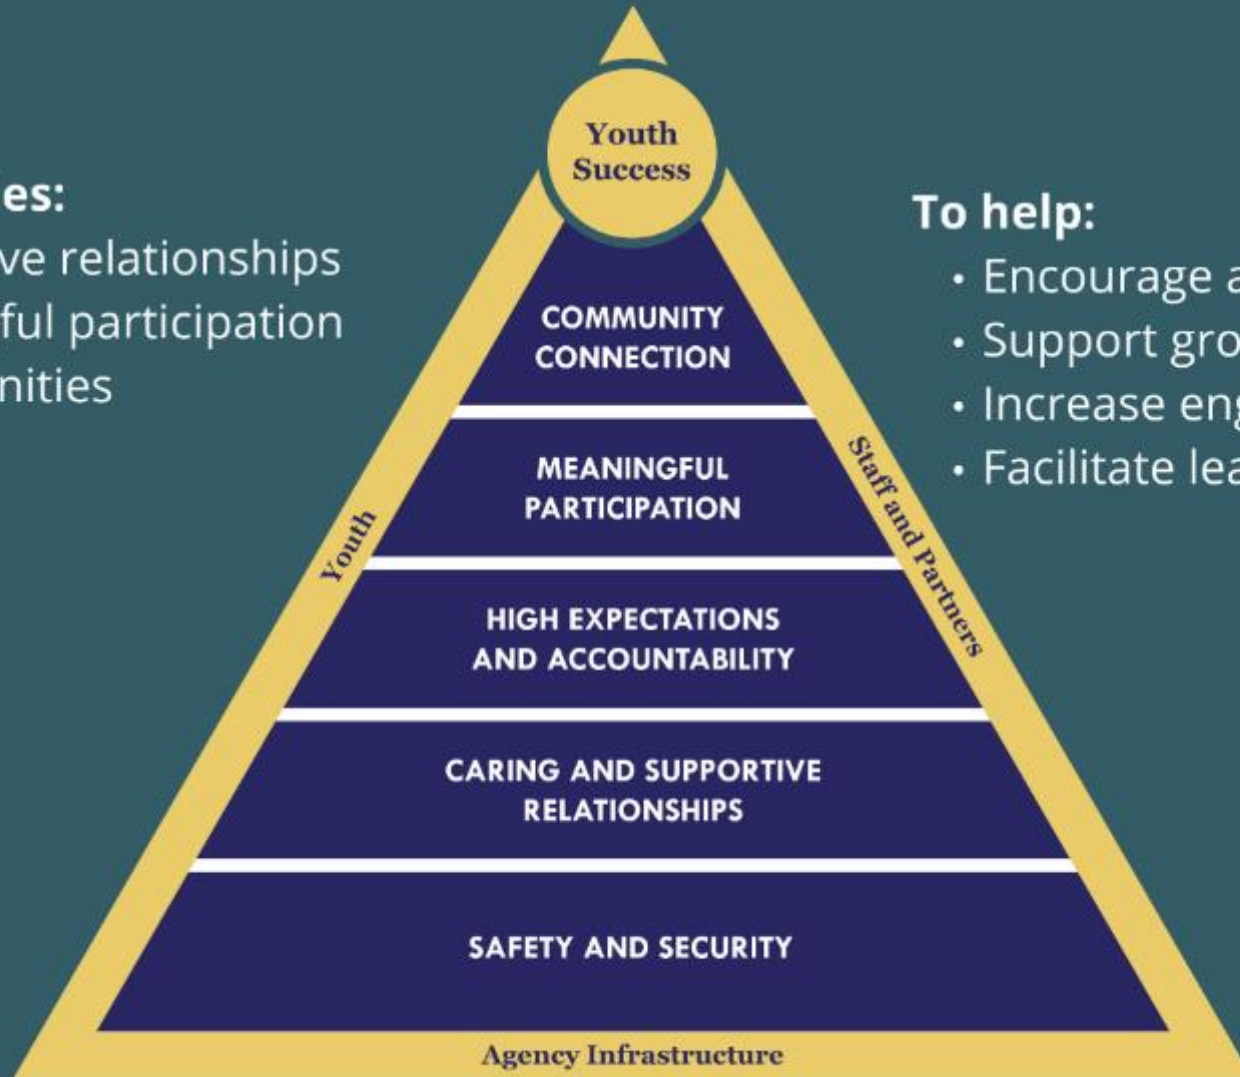 Youth
Success
es:
ve relationships
ful participation
nities
To help:
• Encourage a
• Support gro
• Increase eng
• Facilitate lea
COMMUNITY
CONNECTION
MEANINGFUL
PARTICIPATION
HIGH EXPECTATIONS
AND ACCOUNTABILITY
CARING AND SUPPORTIVE
RELATIONSHIPS
SAFETY AND SECURITY
Youth
Staff and Partners
Agency Infrastructure